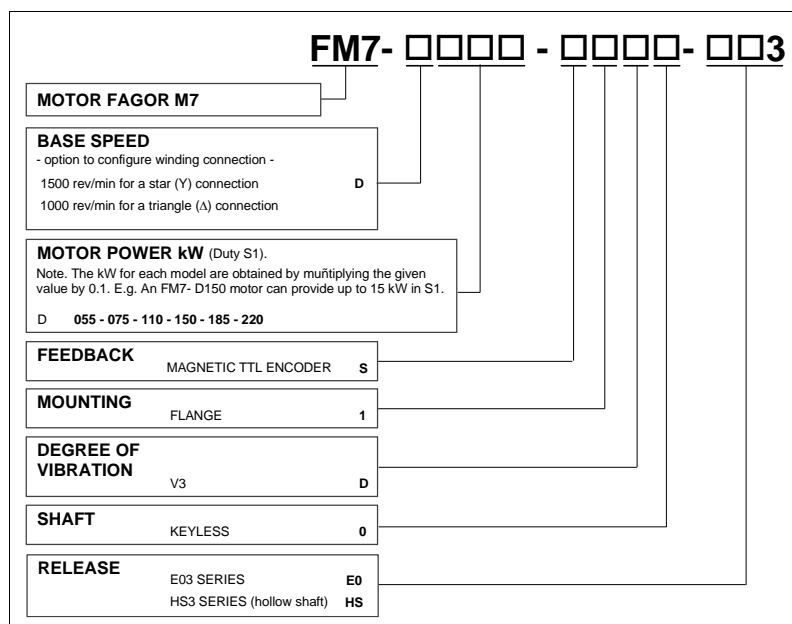 FM7- □□□□ - □□□□- □□3
MOTOR FAGOR M7
BASE SPEED
- option to configure winding connection -
1500 rev/min for a star (Y) connection D
1000 rev/min for a triangle (Δ) connection
MOTOR POWER kW (Duty S1).
Note. The kW for each model are obtained by muñtiplying the given
value by 0.1. E.g. An FM7- D150 motor can provide up to 15 kW in S1.
D 055 - 075 - 110 - 150 - 185 - 220
FEEDBACK
MAGNETIC TTL ENCODER S
MOUNTING
FLANGE 1
DEGREE OF
VIBRATION
V3 D
SHAFT
KEYLESS 0
RELEASE
E03 SERIES E0
HS3 SERIES (hollow shaft) HS